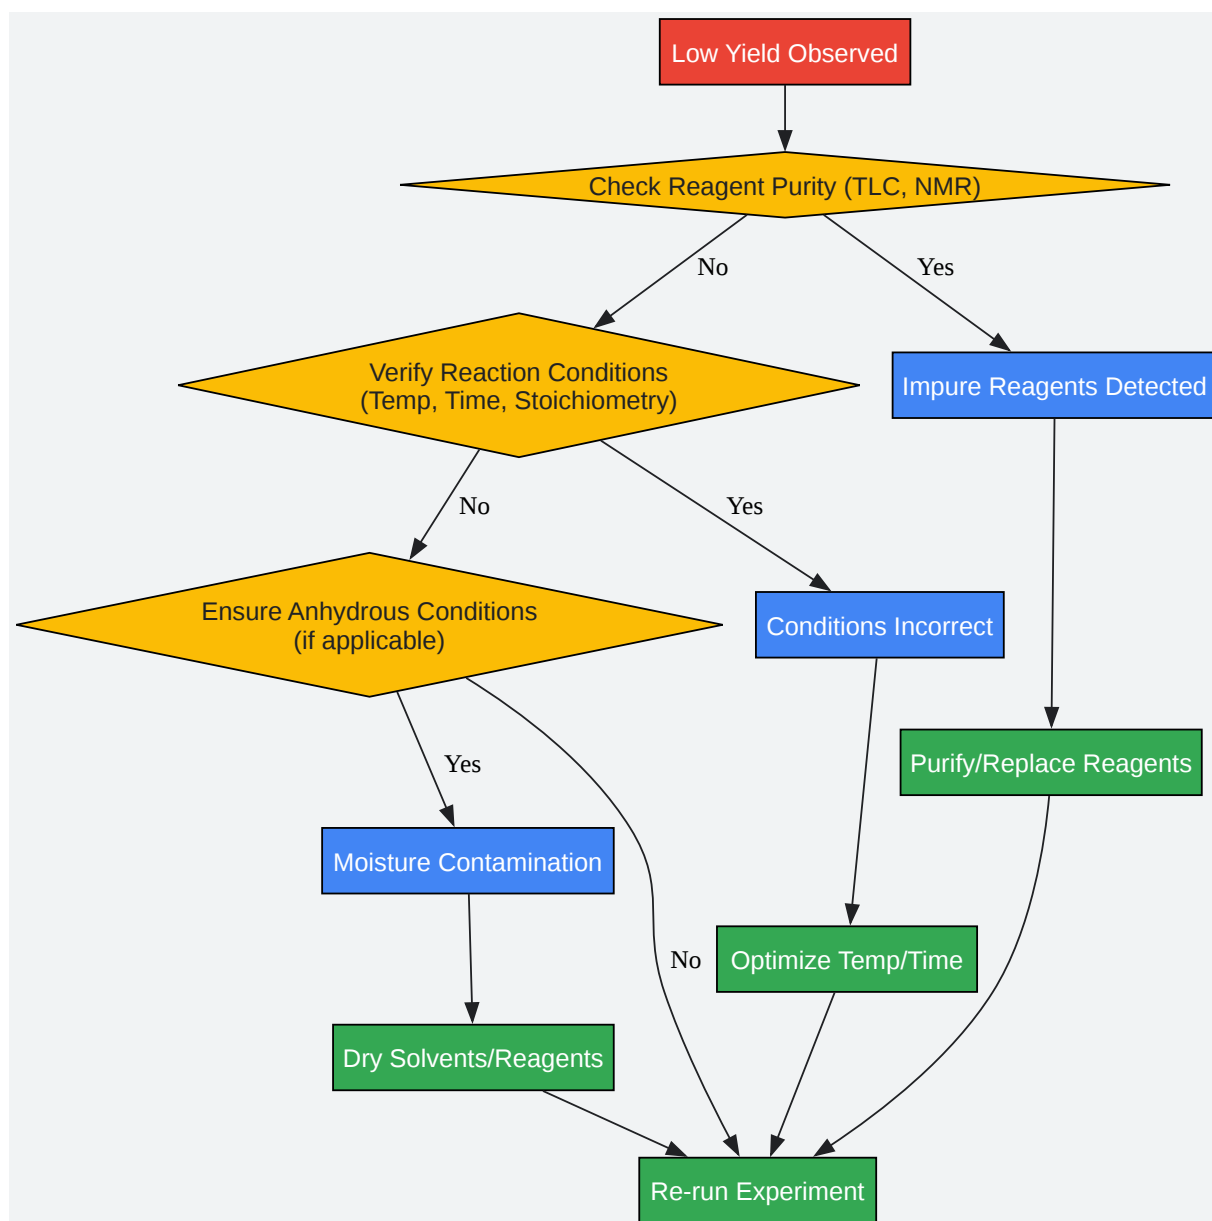 Low Yield Observed
Check Reagent Purity (TLC, NMR)
No
Yes
Verify Reaction Conditions
(Temp, Time, Stoichiometry)
Impure Reagents Detected
No
Yes
Ensure Anhydrous Conditions
(if applicable)
Conditions Incorrect
Yes
Purify/Replace Reagents
Moisture Contamination
No
Optimize Temp/Time
Dry Solvents/Reagents
Re-run Experiment